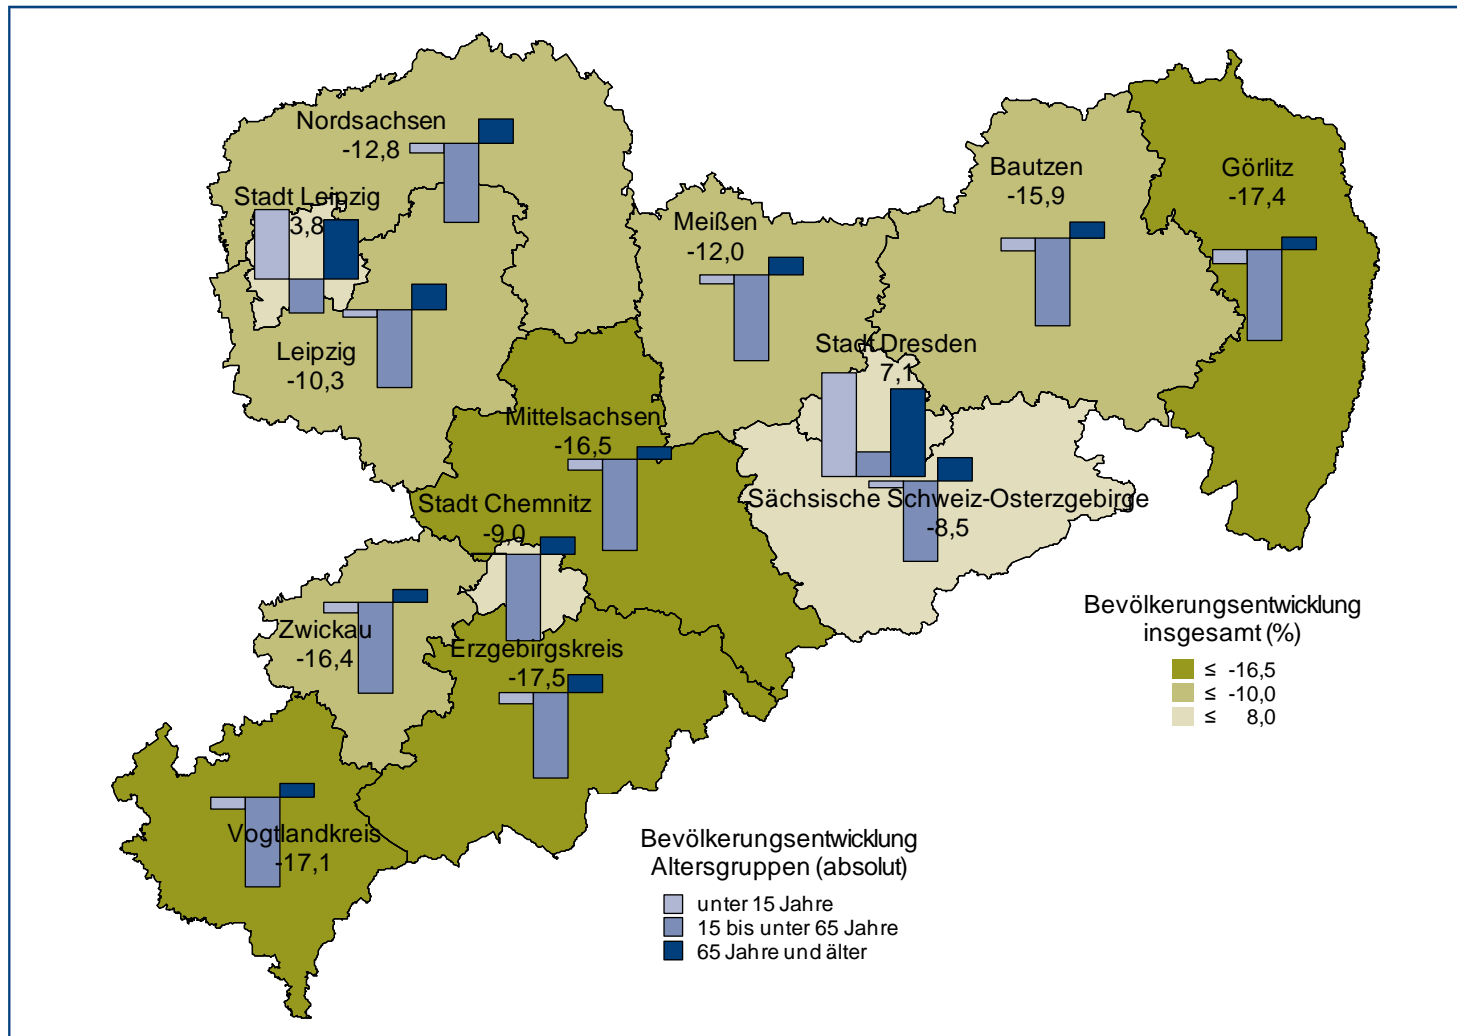 Nordsachsen
-12,8
Stadt Leipzig
3,8
Leipzig
-10,3
Meißen
-12,0
Bautzen
-15,9
Görlitz
-17,4
Stadt Dresden
7,1
Mittelsachsen
-16,5
Sächsische Schweiz-Osterzgebirge
-8,5
Stadt Chemnitz
-9,0
Zwickau
-16,4
Erzgebirgskreis
-17,5
Vogtlandkreis
-17,1
Bevölkerungsentwicklung
insgesamt (%)
≤ -16,5
≤ -10,0
≤ 8,0
Bevölkerungsentwicklung
Altersgruppen (absolut)
unter 15 Jahre
15 bis unter 65 Jahre
65 Jahre und älter